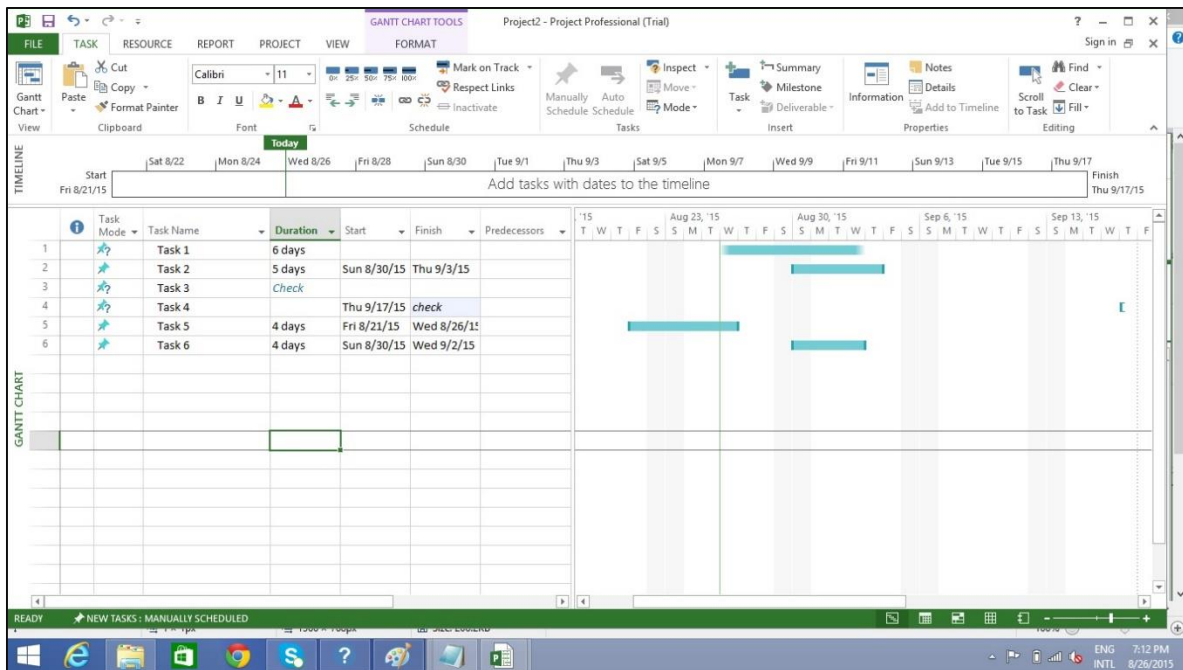 GANTT CHART TOOLS Project2 - Project Professional (Trial) ?
FILE TASK RESOURCE REPORT PROJECT VIEW FORMAT Sign in
Cut Calibri 11 0× 25× 50× 75× 100× Mark on Track Inspect Summary Notes Find
Copy Respect Links Move Milestone Details Clear
Gantt Chart Paste Format Painter B I U A Inactivate Manually Schedule Auto Schedule Mode Task Deliverable Information Add to Timeline Scroll to Task Fill
View Clipboard Font Schedule Tasks Insert Properties Editing
Today
TIMELINE
Sat 8/22 Mon 8/24 Wed 8/26 Fri 8/28 Sun 8/30 Tue 9/1 Thu 9/3 Sat 9/5 Mon 9/7 Wed 9/9 Fri 9/11 Sun 9/13 Tue 9/15 Thu 9/17
Start Fri 8/21/15
Add tasks with dates to the timeline
Finish Thu 9/17/15
Task Mode Task Name Duration Start Finish Predecessors
'15 Aug 23, '15 Aug 30, '15 Sep 6, '15 Sep 13, '15
T W T F S S M T W T F S S M T W T F S S M T W T F S S M T W T F
1 Task 1 6 days
2 Task 2 5 days Sun 8/30/15 Thu 9/3/15
3 Task 3 Check
4 Task 4 Thu 9/17/15 check
5 Task 5 4 days Fri 8/21/15 Wed 8/26/15
6 Task 6 4 days Sun 8/30/15 Wed 9/2/15
GANTT CHART
READY NEW TASKS : MANUALLY SCHEDULED
ENG 7:12 PM
INTL 8/26/2015